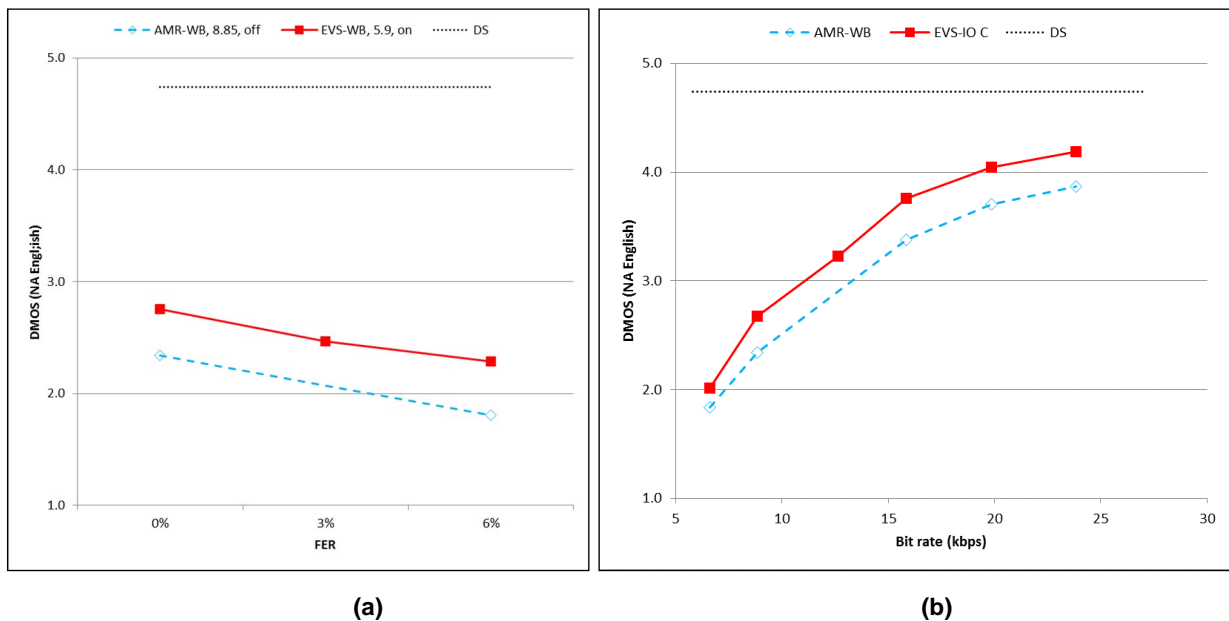 AMR-WB, 8.85, off EVS-WB, 5.9, on DS
5.0
4.0
3.0
2.0
1.0
DMOS (NA Engl;ish)
0% 3% 6%
FER
(a)
AMR-WB EVS-IO C DS
5.0
4.0
3.0
2.0
1.0
DMOS (NA English)
5 10 15 20 25 30
Bit rate (kbps)
(b)